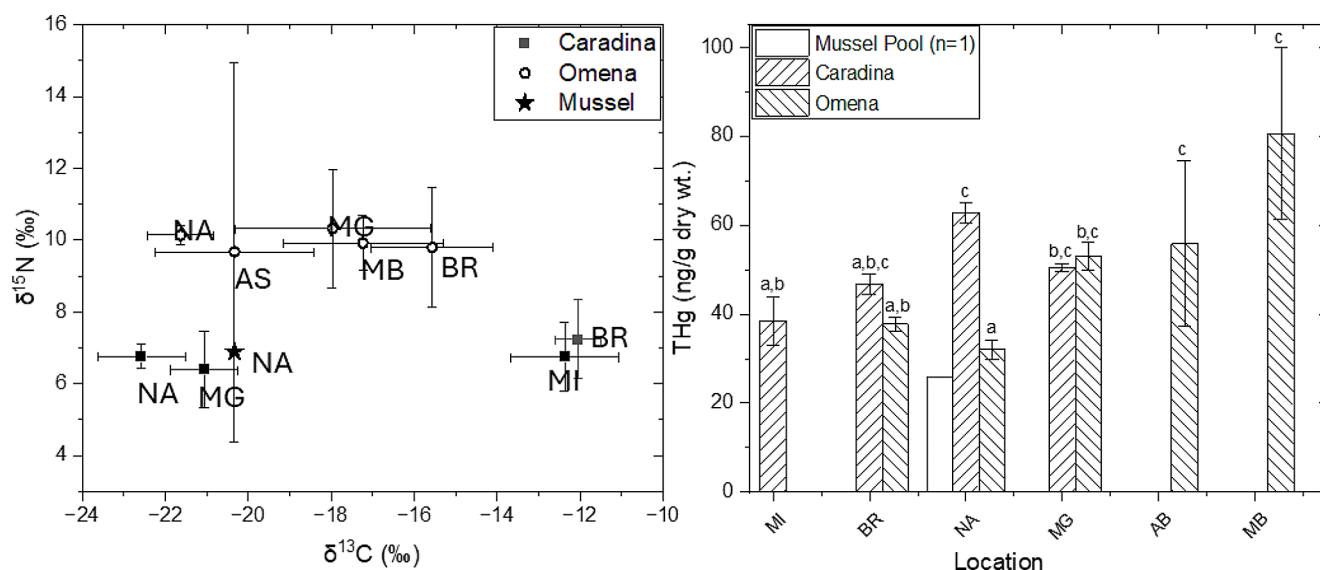 16
14
12
10
8
6
4
δ15N (‰)
Caradina
Omena
Mussel
NA
AS
MG
MB
BR
NA
MG
NA
MI
BR
−24 −22 −20 −18 −16 −14 −12 −10
δ13C (‰)
100
80
60
40
20
0
THg (ng/g dry wt.)
Mussel Pool (n=1)
Caradina
Omena
a,b
a,b,c
a,b
c
a
b,c
b,c
c
c
MI BR NA MG AB MB
Location